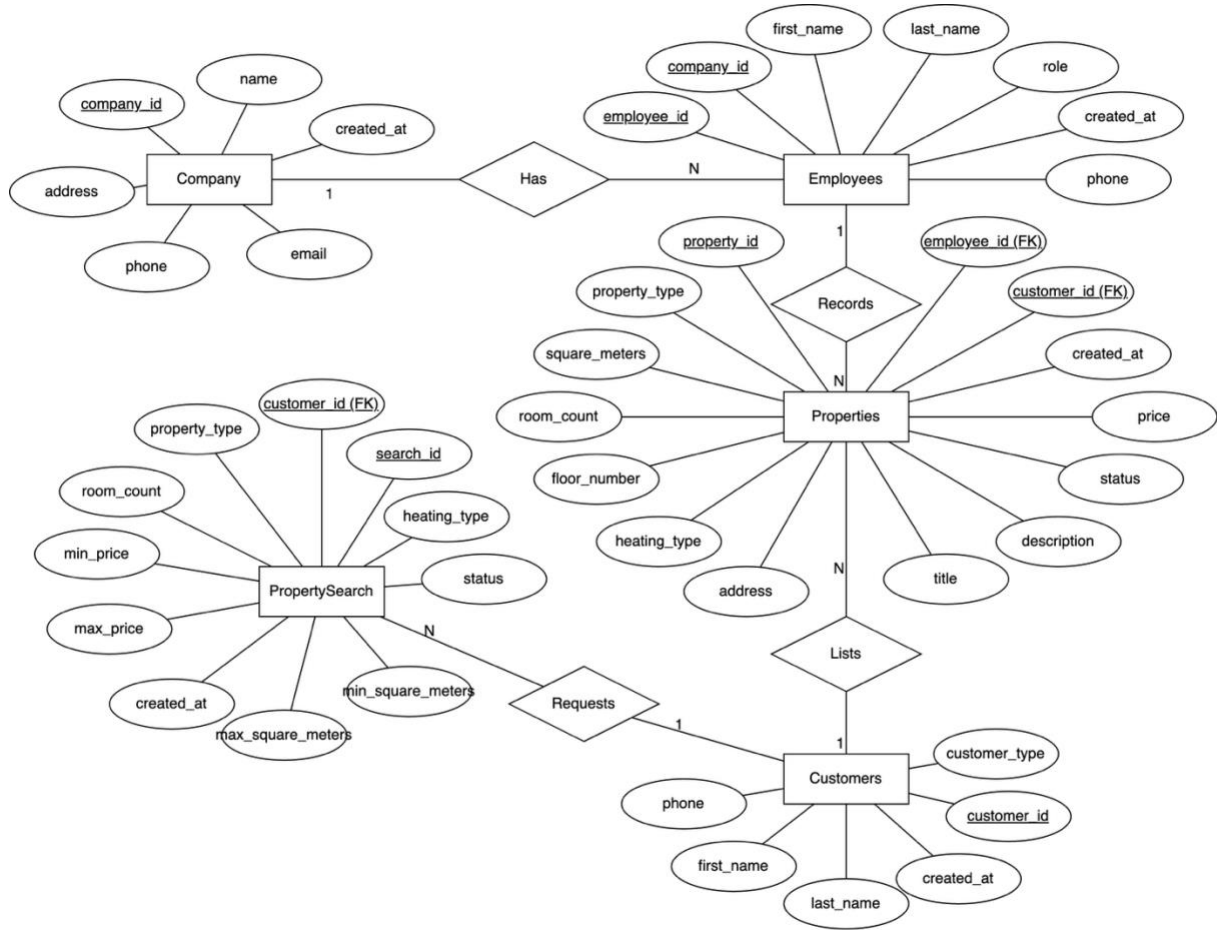 first_name
last_name
company_id
role
employee_id
created_at
Employees
phone
name
company_id
created_at
Company
address
phone
email
1
Has
N
1
property_id
employee_id (FK)
property_type
Records
customer_id (FK)
square_meters
created_at
N
room_count
Properties
price
floor_number
status
heating_type
description
address
title
N
customer_id (FK)
property_type
search_id
room_count
heating_type
min_price
status
PropertySearch
max_price
N
created_at
min_square_meters
max_square_meters
Requests
1
Lists
1
customer_type
Customers
phone
customer_id
first_name
created_at
last_name